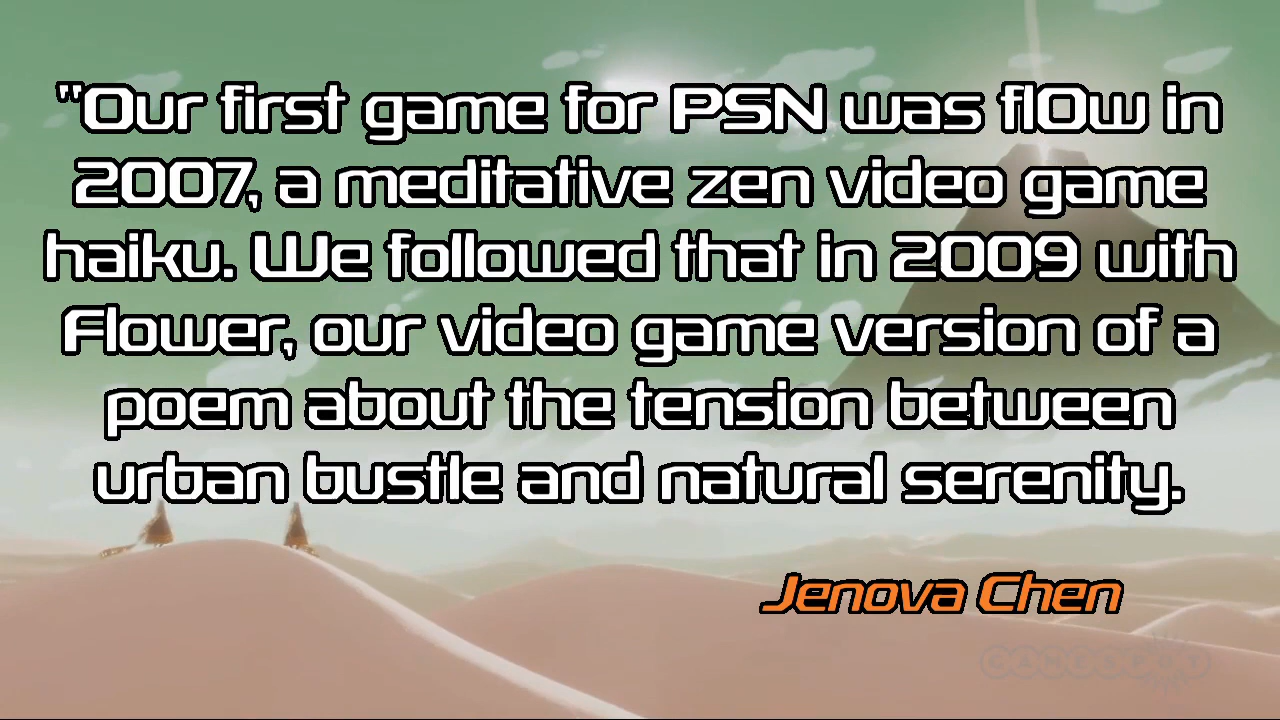 "Our first game for PSN was flOw in
2007, a meditative zen video game
haiku. We followed that in 2009 with
Flower, our video game version of a
poem about the tension between
urban bustle and natural serenity.
Jenova Chen
GAMESPOT